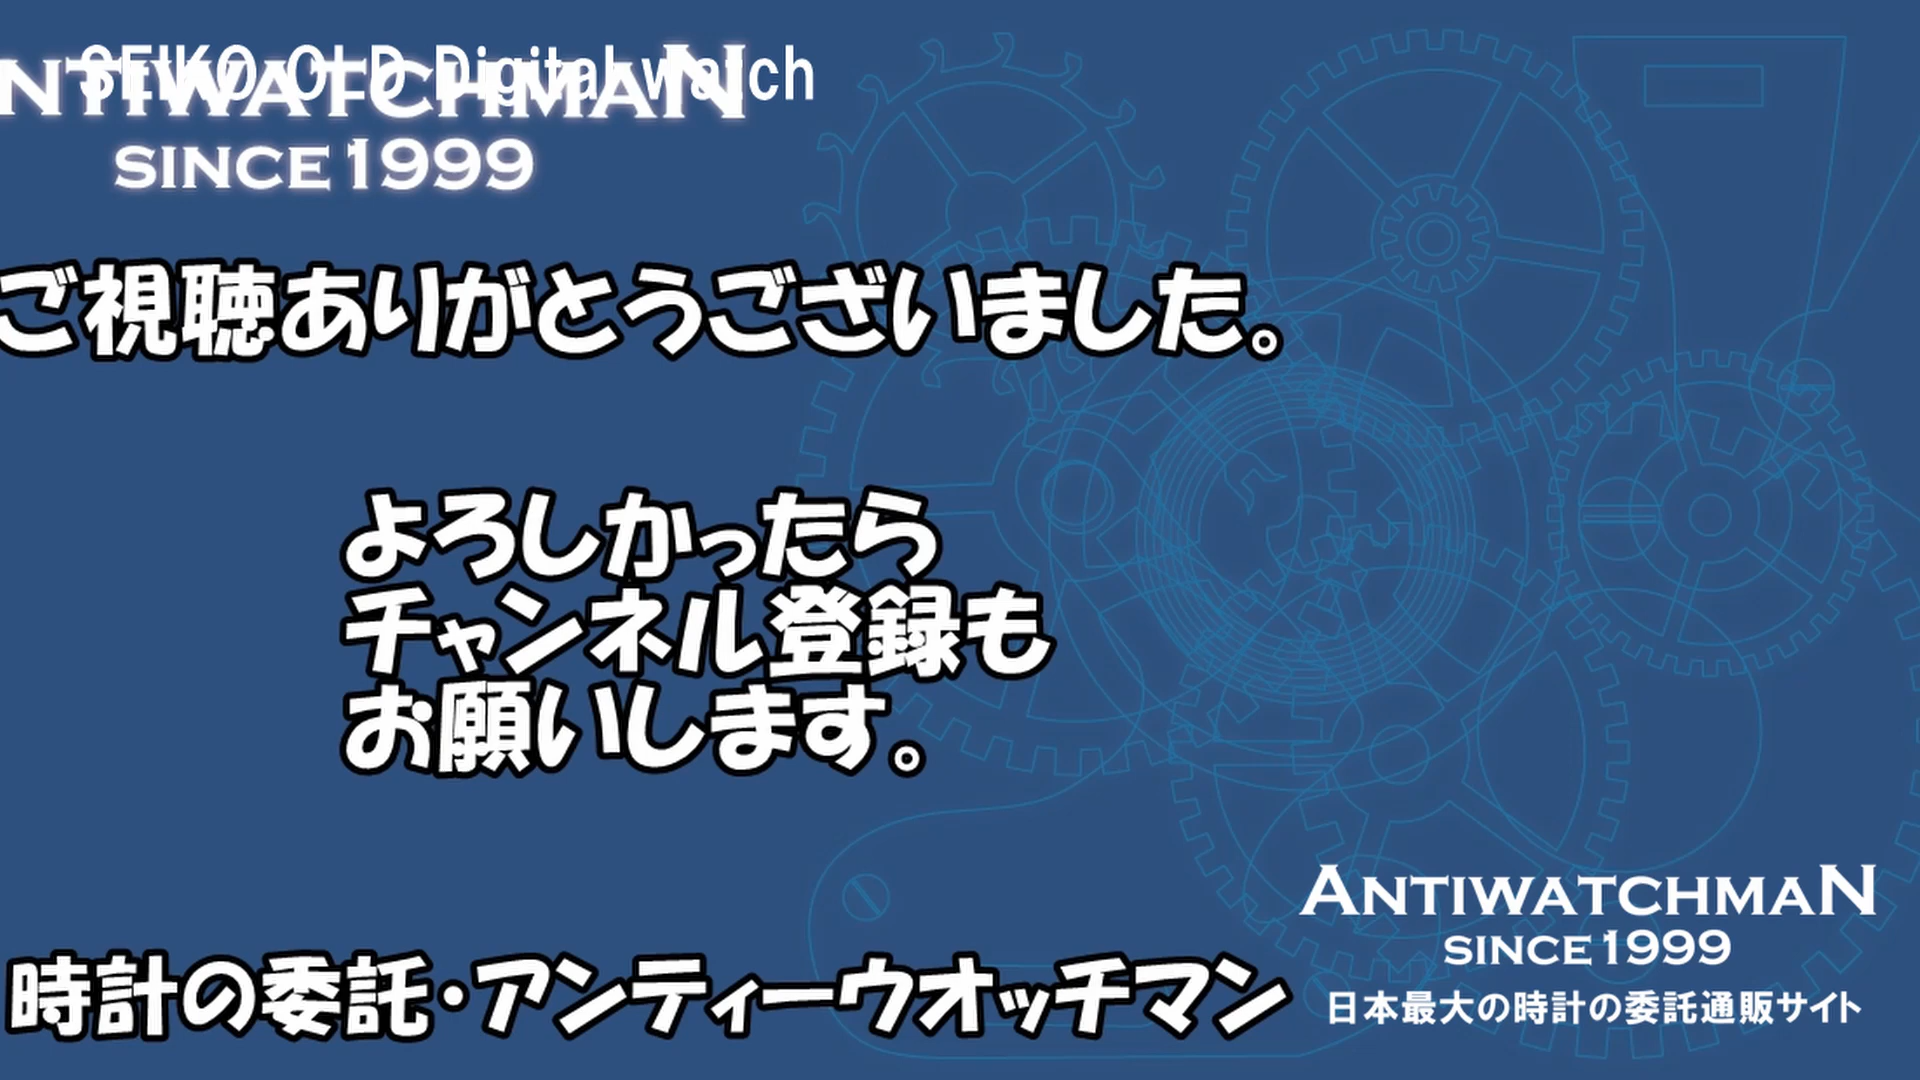 SEIKO OLD Digital watch
NTIWATCHMAN
SINCE 1999
ご視聴ありがとうございました。
よろしかったら
チャンネル登録も
お願いします。
時計の委託・アンティーウオッチマン
ANTIWATCHMAN
SINCE 1999
日本最大の時計の委託通販サイト